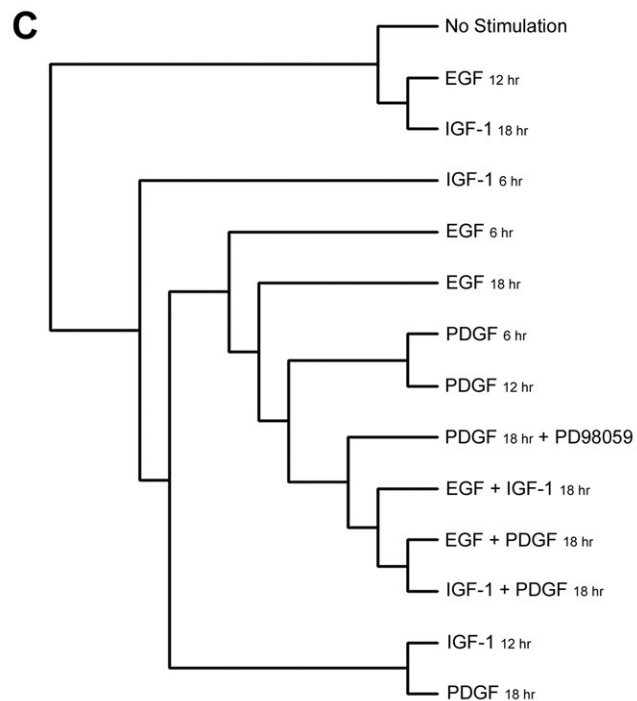 C
No Stimulation
EGF 12 hr
IGF-1 18 hr
IGF-1 6 hr
EGF 6 hr
EGF 18 hr
PDGF 6 hr
PDGF 12 hr
PDGF 18 hr + PD98059
EGF + IGF-1 18 hr
EGF + PDGF 18 hr
IGF-1 + PDGF 18 hr
IGF-1 12 hr
PDGF 18 hr